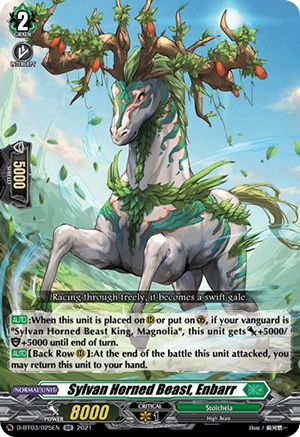 2
GRADE
INTERCEPT
5000
SHIELD
Racing through freely, it becomes a swift gale.
AUTO:When this unit is placed on R or put on G, if your vanguard is
"Sylvan Horned Beast King, Magnolia", this unit gets +5000/
+5000 until end of turn.
AUTO[Back Row R]:At the end of the battle this unit attacked, you
may return this unit to your hand.
NORMAL UNIT
Sylvan Horned Beast, Enbarr
D-BT03/025EN RR 2021
POWER 8000
CRITICAL
Stoicheia
High Beast
Illust /